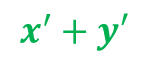 x′ + y′